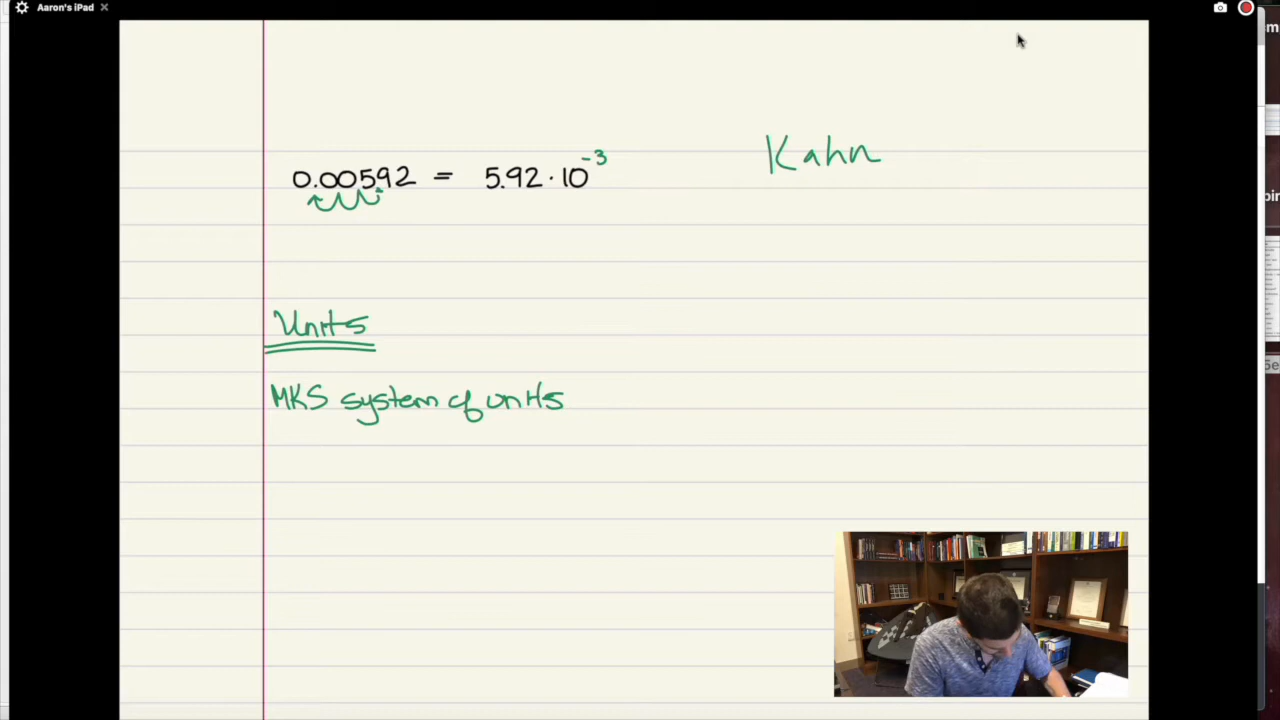 Aaron's iPad
Kahn
0.00592 = 5.92 · 10⁻³
Units
MKS system of units